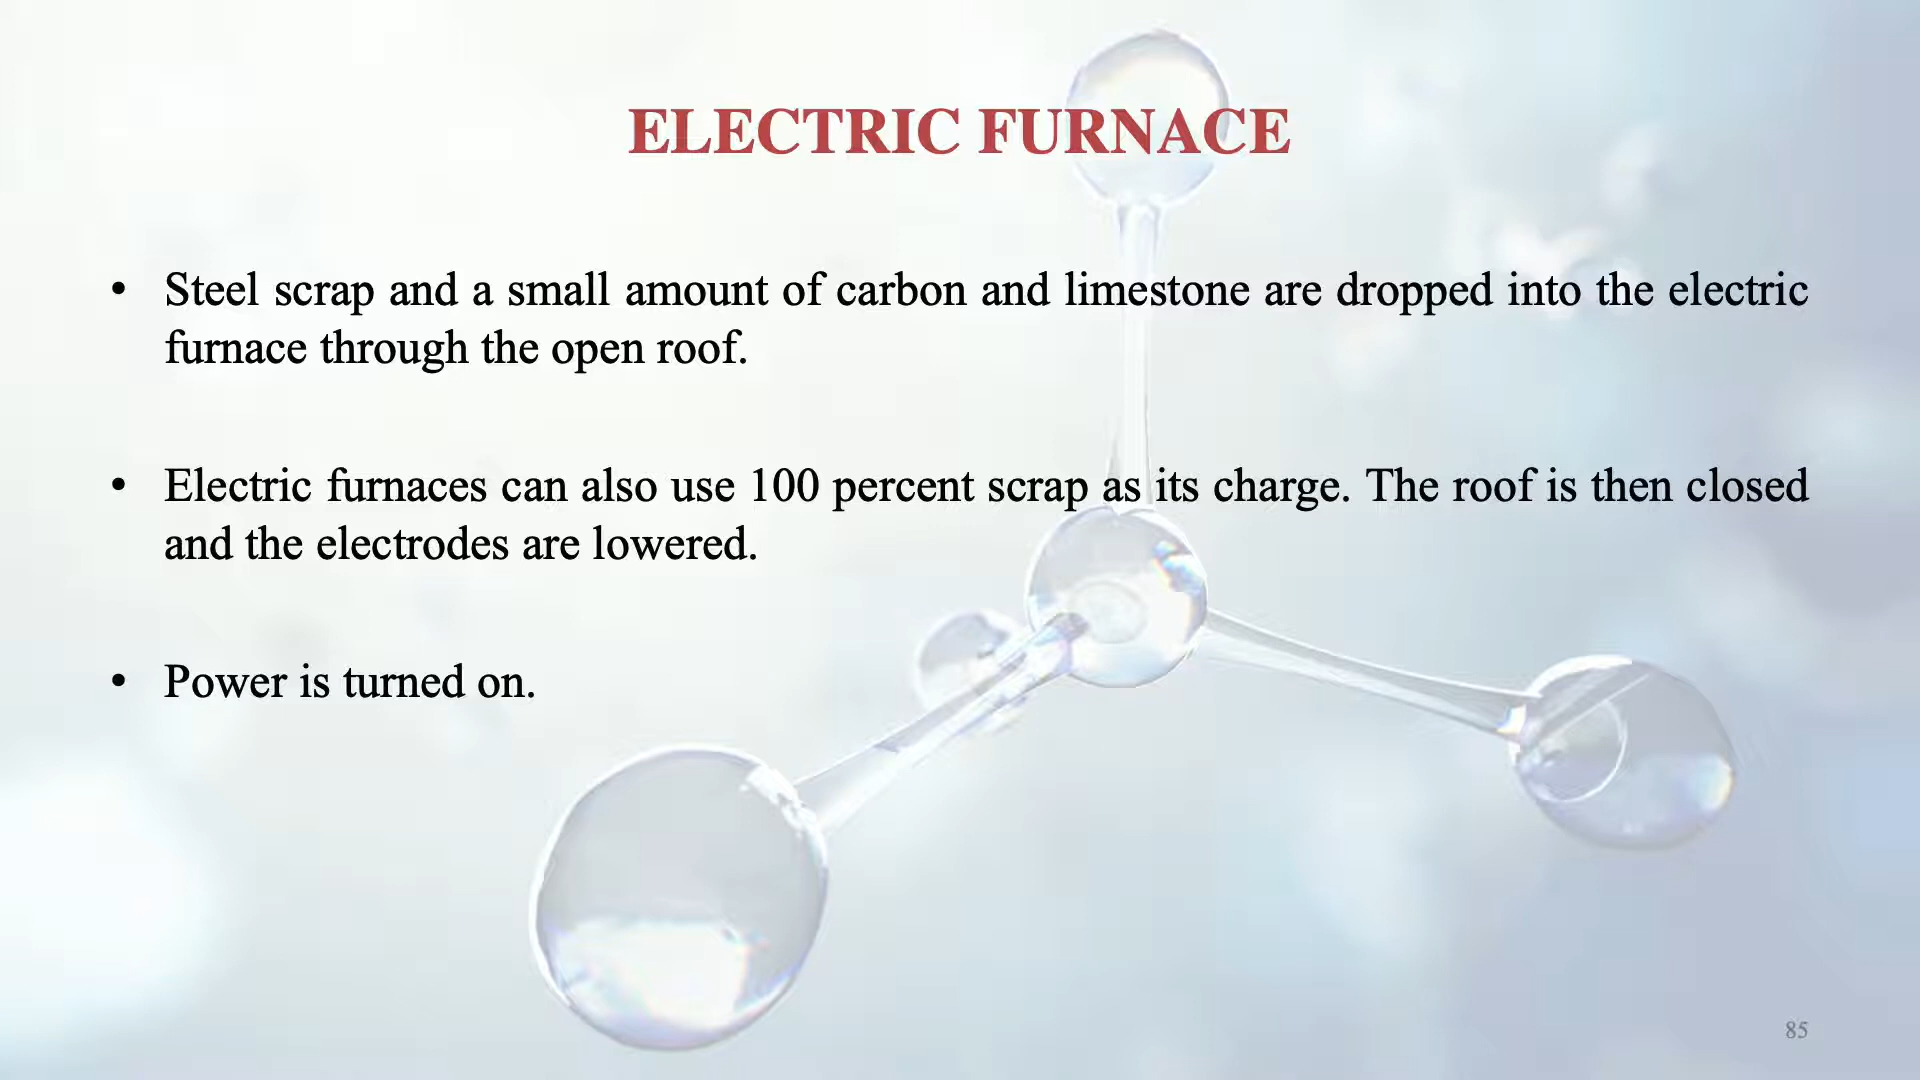 ELECTRIC FURNACE
• Steel scrap and a small amount of carbon and limestone are dropped into the electric
furnace through the open roof.
• Electric furnaces can also use 100 percent scrap as its charge. The roof is then closed
and the electrodes are lowered.
• Power is turned on.
85